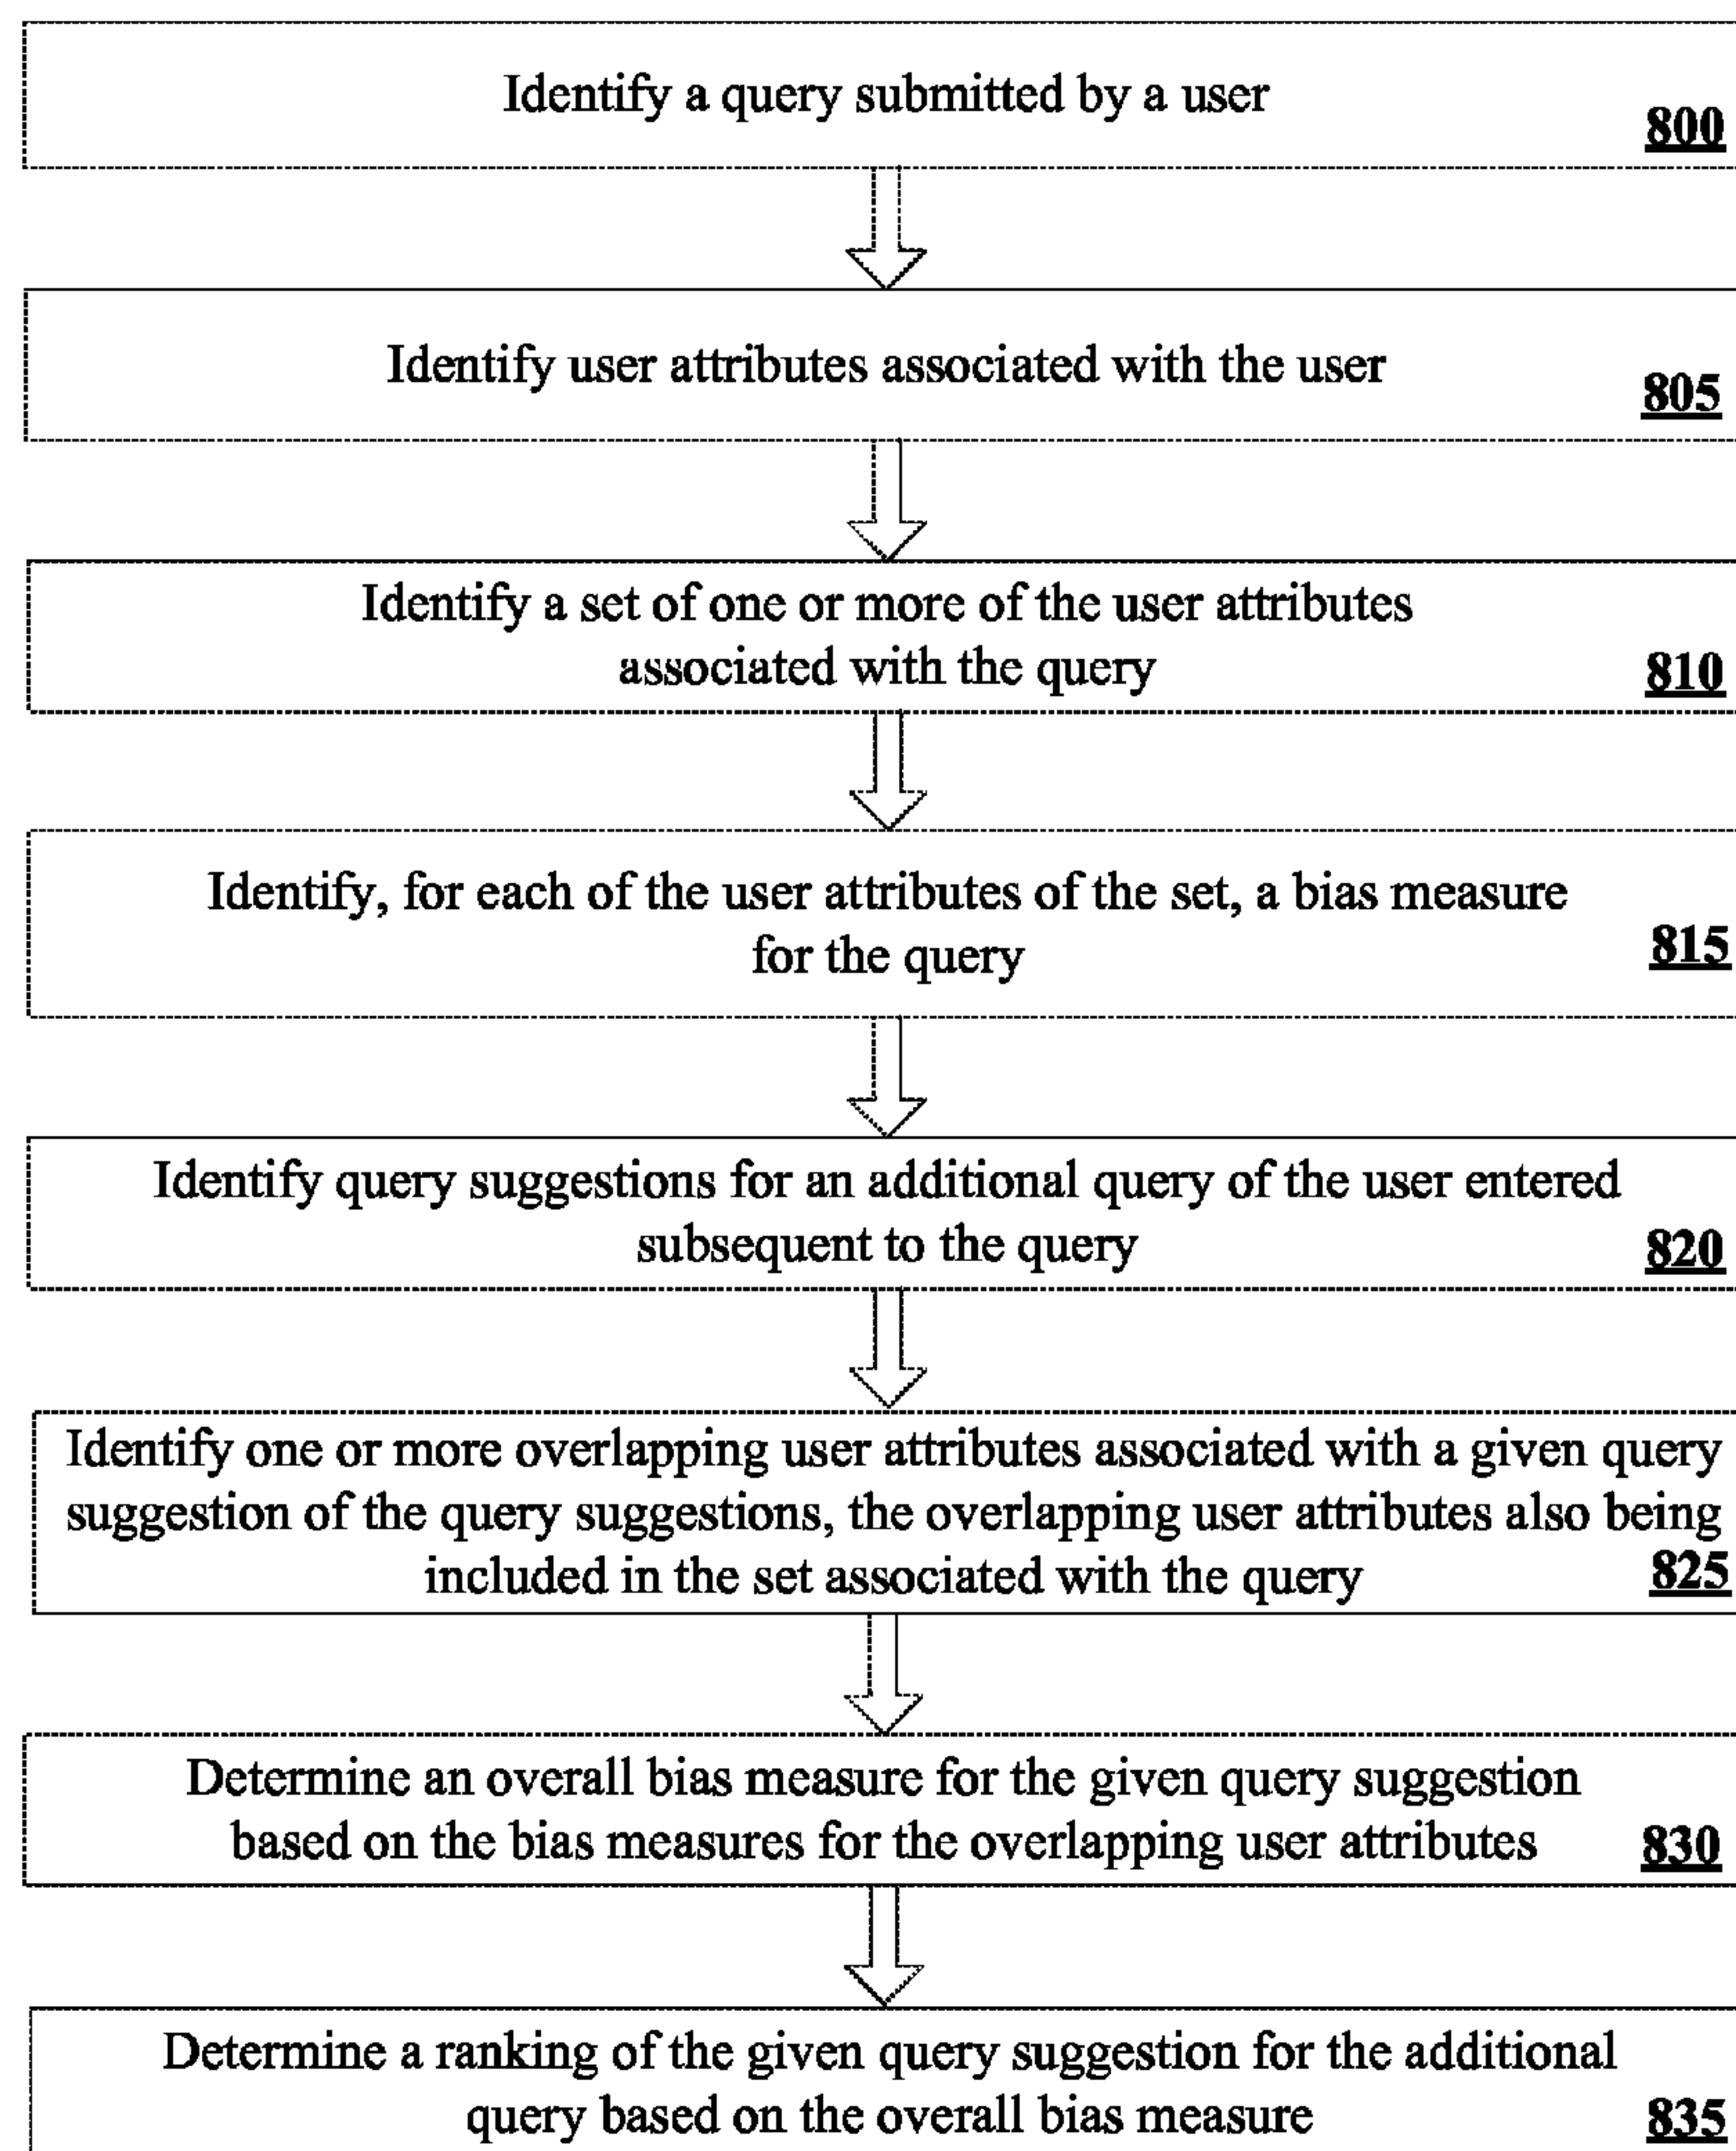 Identify a query submitted by a user
800
Identify user attributes associated with the user
805
Identify a set of one or more of the user attributes
associated with the query
810
Identify, for each of the user attributes of the set, a bias measure
for the query
815
Identify query suggestions for an additional query of the user entered
subsequent to the query
820
Identify one or more overlapping user attributes associated with a given query
suggestion of the query suggestions, the overlapping user attributes also being
included in the set associated with the query
825
Determine an overall bias measure for the given query suggestion
based on the bias measures for the overlapping user attributes
830
Determine a ranking of the given query suggestion for the additional
query based on the overall bias measure
835